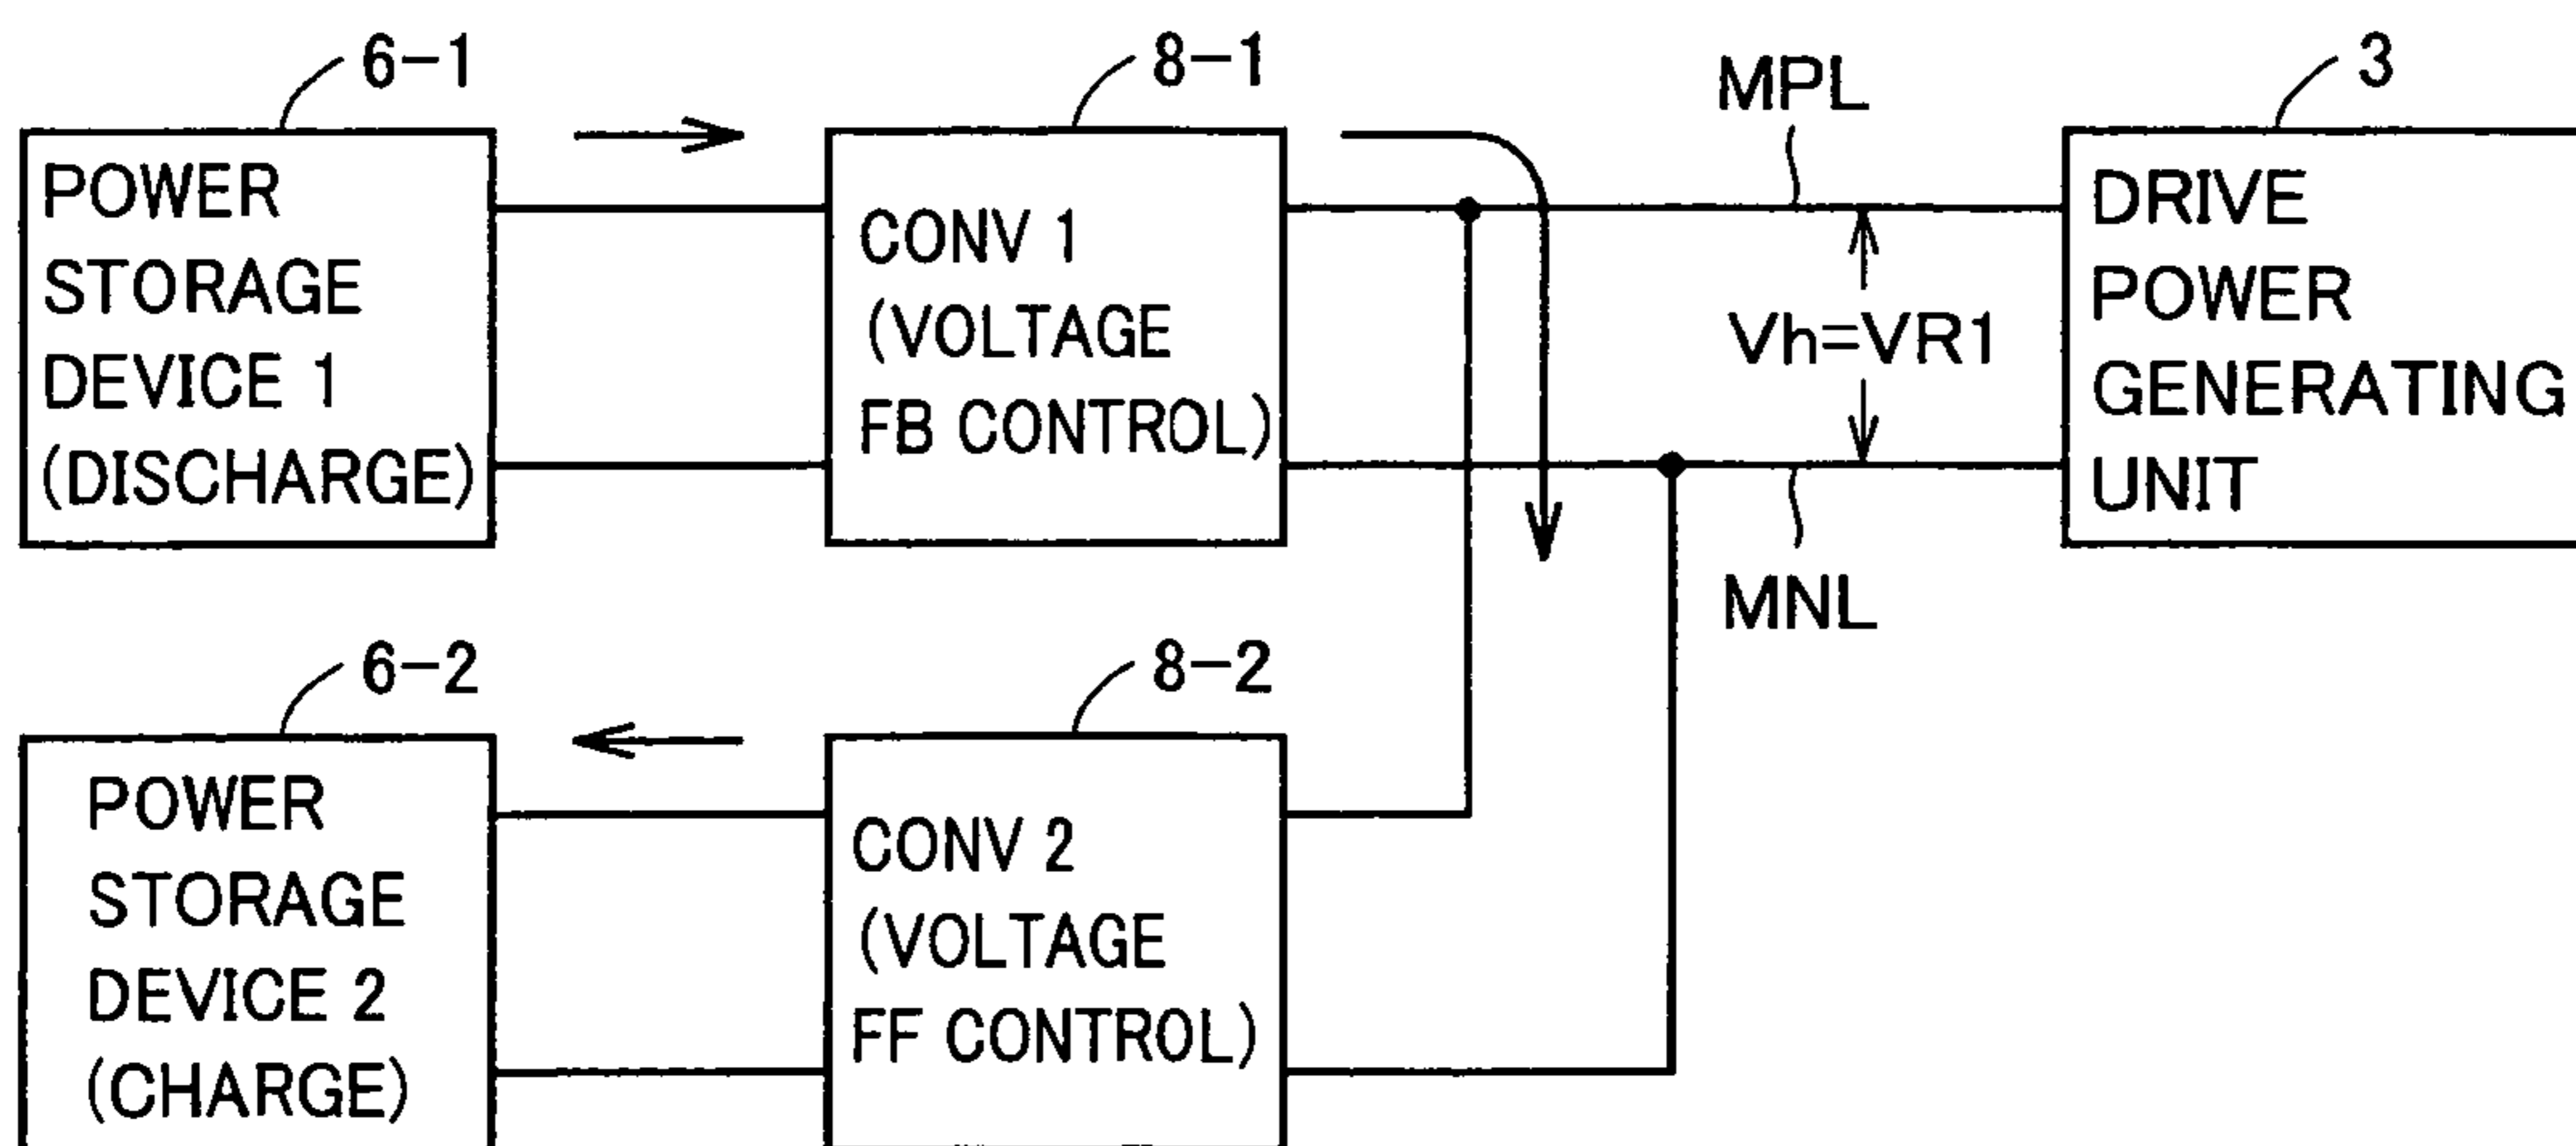 6-1
POWER
STORAGE
DEVICE 1
(DISCHARGE)
8-1
CONV 1
(VOLTAGE
FB CONTROL)
MPL
Vh=VR1
MNL
3
DRIVE
POWER
GENERATING
UNIT
6-2
POWER
STORAGE
DEVICE 2
(CHARGE)
8-2
CONV 2
(VOLTAGE
FF CONTROL)